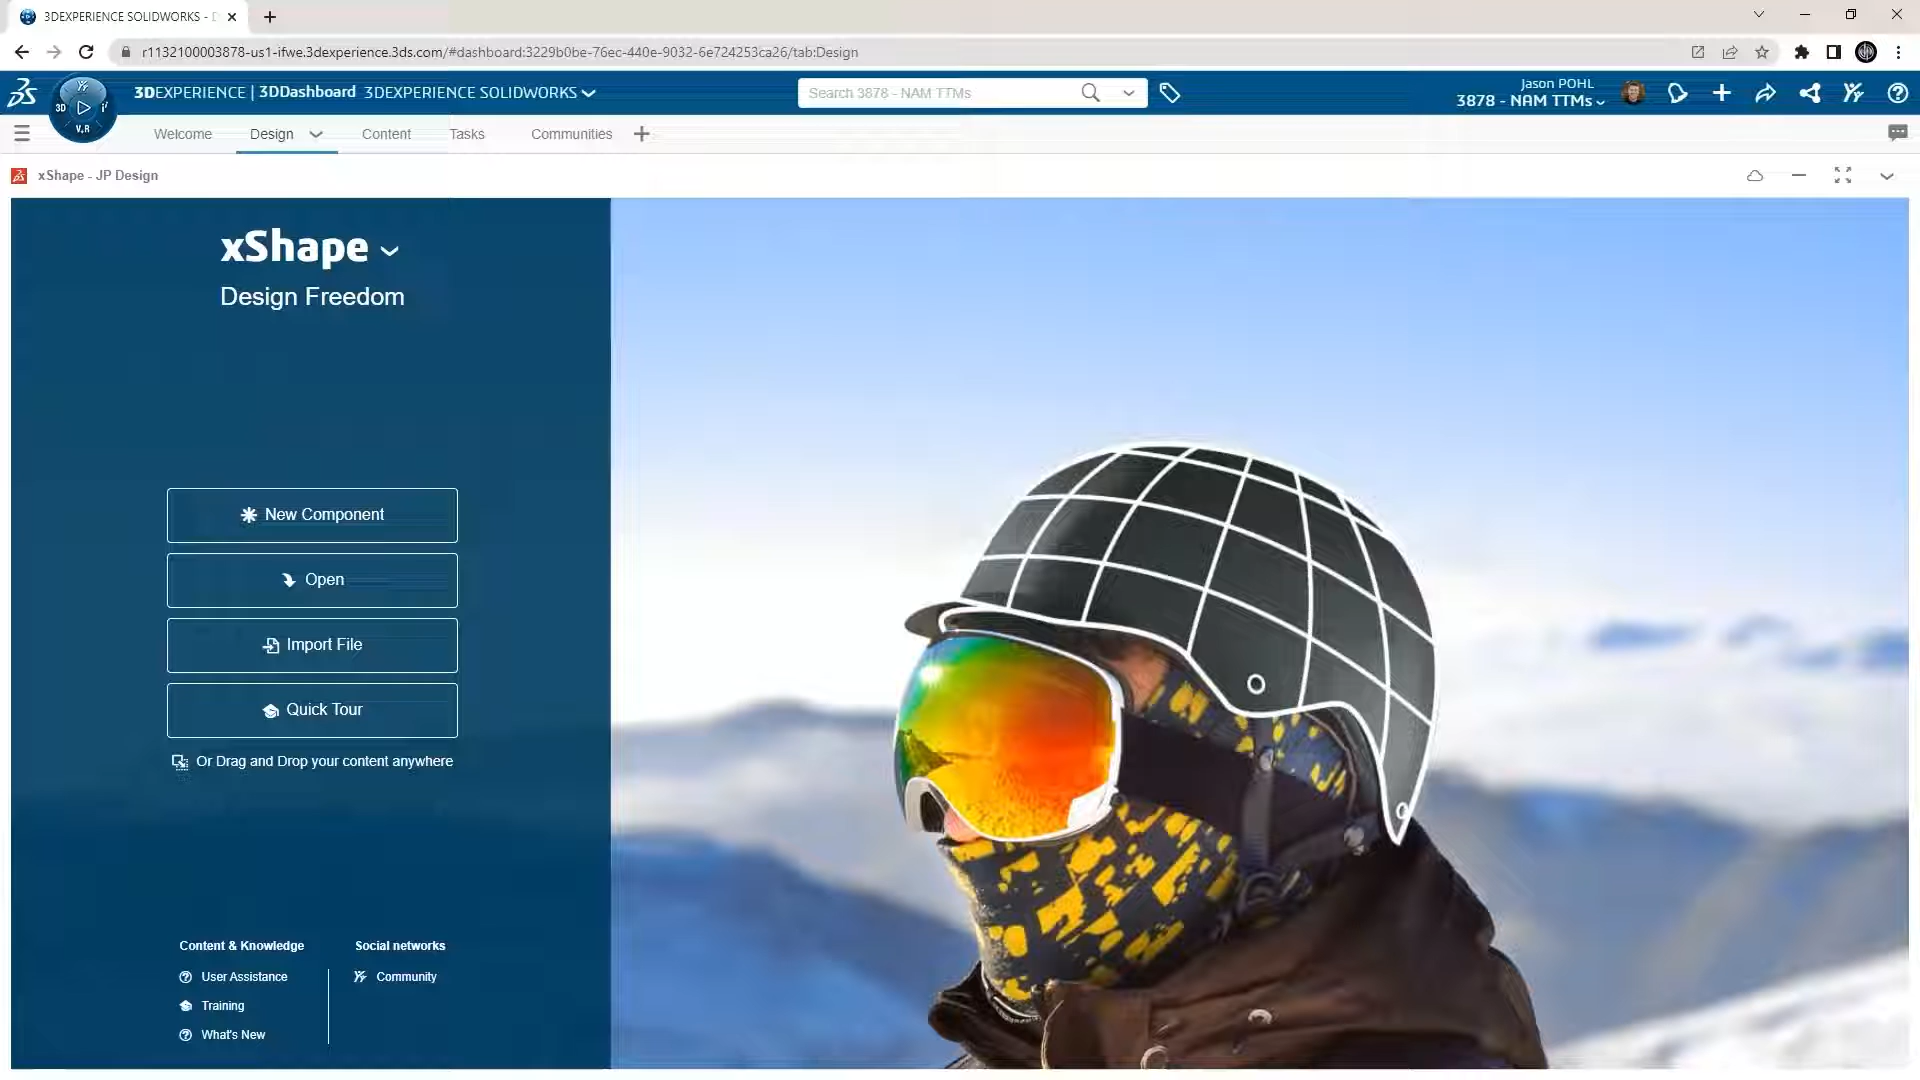 3DEXPERIENCE SOLIDWORKS - D
r1132100003878-us1-ifwe.3dexperience.3ds.com/#dashboard:3229b0be-76ec-440e-9032-6e724253ca26/tab:Design
3DEXPERIENCE | 3DDashboard 3DEXPERIENCE SOLIDWORKS
Search 3878 - NAM TTMs
Jason POHL
3878 - NAM TTMs
3D
V.R
Welcome
Design
Content
Tasks
Communities
xShape - JP Design
xShape
Design Freedom
New Component
Open
Import File
Quick Tour
Or Drag and Drop your content anywhere
Content & Knowledge
User Assistance
Training
What's New
Social networks
Community